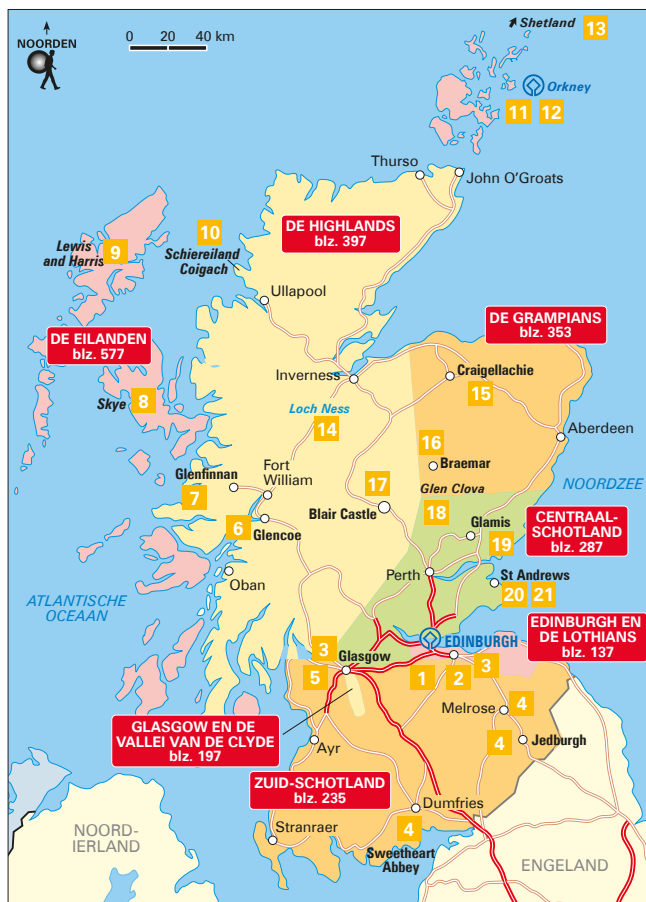 Shetland
13
NOORDEN
0 20 40 km
Orkney
11 12
Thurso
John O'Groats
DE HIGHLANDS
blz. 397
10
Schiereiland
Coigach
Lewis
and Harris
9
Ullapool
DE GRAMPIANS
blz. 353
DE EILANDEN
blz. 577
Inverness
Craigellachie
15
Skye 8
Loch Ness
14
Aberdeen
16
Braemar
Glenfinnan
7
Fort
William
17
Blair Castle
Glen Clova
18
NOORDZEE
6
Glencoe
Glamis
19
CENTRAAL-
SCHOTLAND
blz. 287
Oban
Perth
St Andrews
20 21
ATLANTISCHE
OCEAAN
EDINBURGH
EDINBURGH EN
DE LOTHIANS
blz. 137
3
Glasgow
5
1 2 3
Melrose 4
4 Jedburgh
GLASGOW EN DE
VALLEI VAN DE CLYDE
blz. 197
Ayr
ZUID-SCHOTLAND
blz. 235
Dumfries
4
Sweetheart
Abbey
Stranraer
NOORD-
IERLAND
ENGELAND